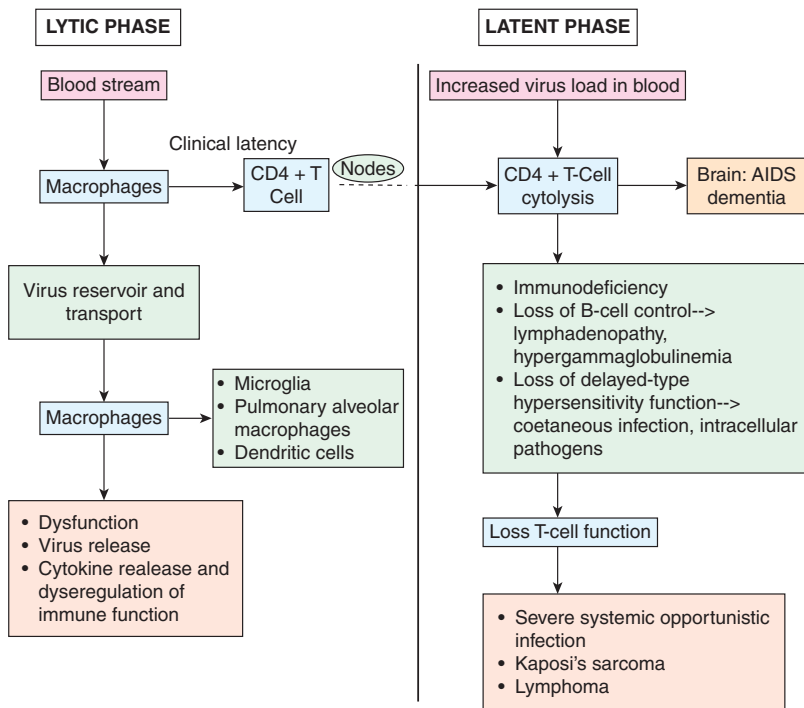 LYTIC PHASE
Blood stream
Clinical latency
Macrophages
CD4 + T
Cell
Nodes
Virus reservoir and
transport
Macrophages
• Microglia
• Pulmonary alveolar
macrophages
• Dendritic cells
• Dysfunction
• Virus release
• Cytokine realease and
dyseregulation of
immune function
LATENT PHASE
Increased virus load in blood
CD4 + T-Cell
cytolysis
Brain: AIDS
dementia
• Immunodeficiency
• Loss of B-cell control-->
lymphadenopathy,
hypergammaglobulinemia
• Loss of delayed-type
hypersensitivity function-->
coetaneous infection, intracellular
pathogens
Loss T-cell function
• Severe systemic opportunistic
infection
• Kaposi's sarcoma
• Lymphoma